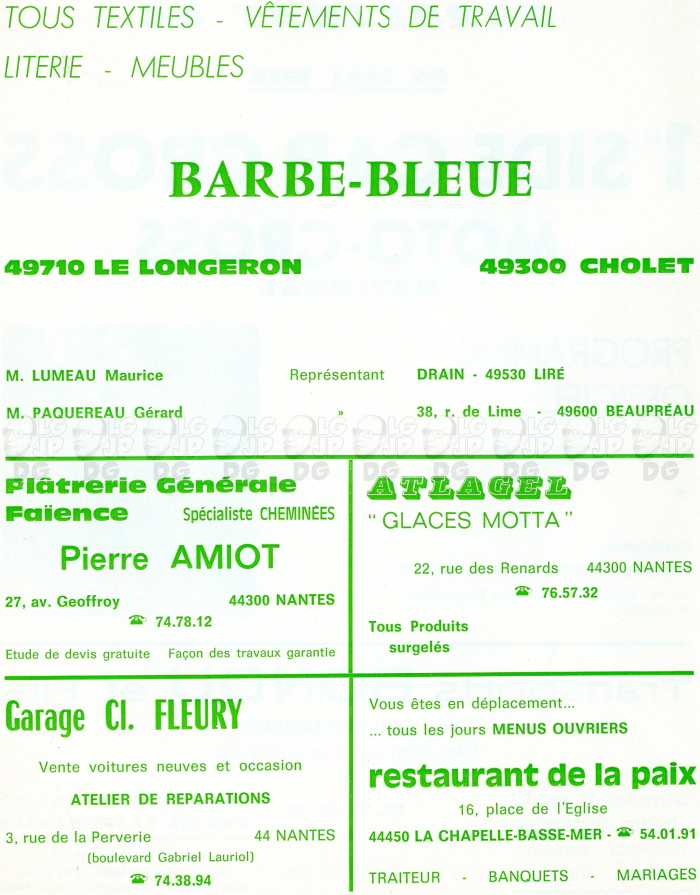 TOUS TEXTILES - VÊTEMENTS DE TRAVAIL
LITERIE - MEUBLES
BARBE-BLEUE
49710 LE LONGERON 49300 CHOLET
M. LUMEAU Maurice Représentant DRAIN - 49530 LIRÉ
M. PAQUEREAU Gérard » 38, r. de Lime - 49600 BEAUPRÉAU
Plâtrerie Générale
Faïence Spécialiste CHEMINÉES
Pierre AMIOT
27, av. Geoffroy 44300 NANTES
☎ 74.78.12
Etude de devis gratuite Façon des travaux garantie
ATLAGEL
“GLACES MOTTA”
22, rue des Renards 44300 NANTES
☎ 76.57.32
Tous Produits
surgelés
Garage Cl. FLEURY
Vente voitures neuves et occasion
ATELIER DE REPARATIONS
3, rue de la Perverie 44 NANTES
(boulevard Gabriel Lauriol)
☎ 74.38.94
Vous êtes en déplacement...
... tous les jours MENUS OUVRIERS
restaurant de la paix
16, place de l'Eglise
44450 LA CHAPELLE-BASSE-MER - ☎ 54.01.91
TRAITEUR - BANQUETS - MARIAGES